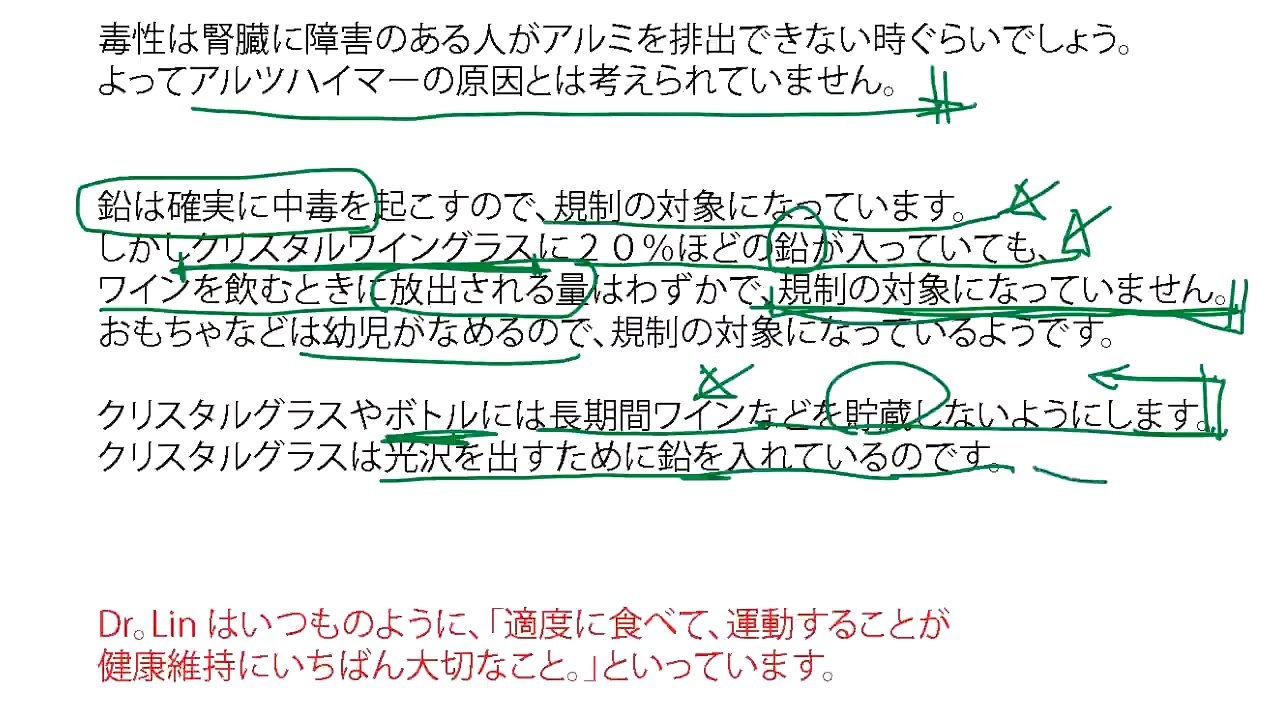 毒性は腎臓に障害のある人がアルミを排出できない時ぐらいでしょう。
よってアルツハイマーの原因とは考えられていません。
鉛は確実に中毒を起こすので、規制の対象になっています。
しかしクリスタルワイングラスに２０％ほどの鉛が入っていても、
ワインを飲むときに放出される量はわずかで、規制の対象になっていません。
おもちゃなどは幼児がなめるので、規制の対象になっているようです。
クリスタルグラスやボトルには長期間ワインなどを貯蔵しないようにします。
クリスタルグラスは光沢を出すために鉛を入れているのです。
Dr。Lin はいつものように、「適度に食べて、運動することが
健康維持にいちばん大切なこと。」といっています。